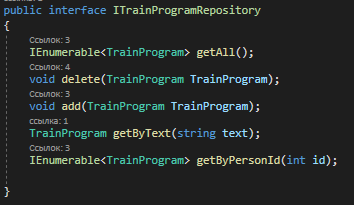 public interface ITrainProgramRepository
{
Ссылок: 3
IEnumerable<TrainProgram> getAll();
Ссылок: 4
void delete(TrainProgram TrainProgram);
Ссылок: 3
void add(TrainProgram TrainProgram);
ссылка: 1
TrainProgram getByText(string text);
Ссылок: 3
IEnumerable<TrainProgram> getByPersonId(int id);
}